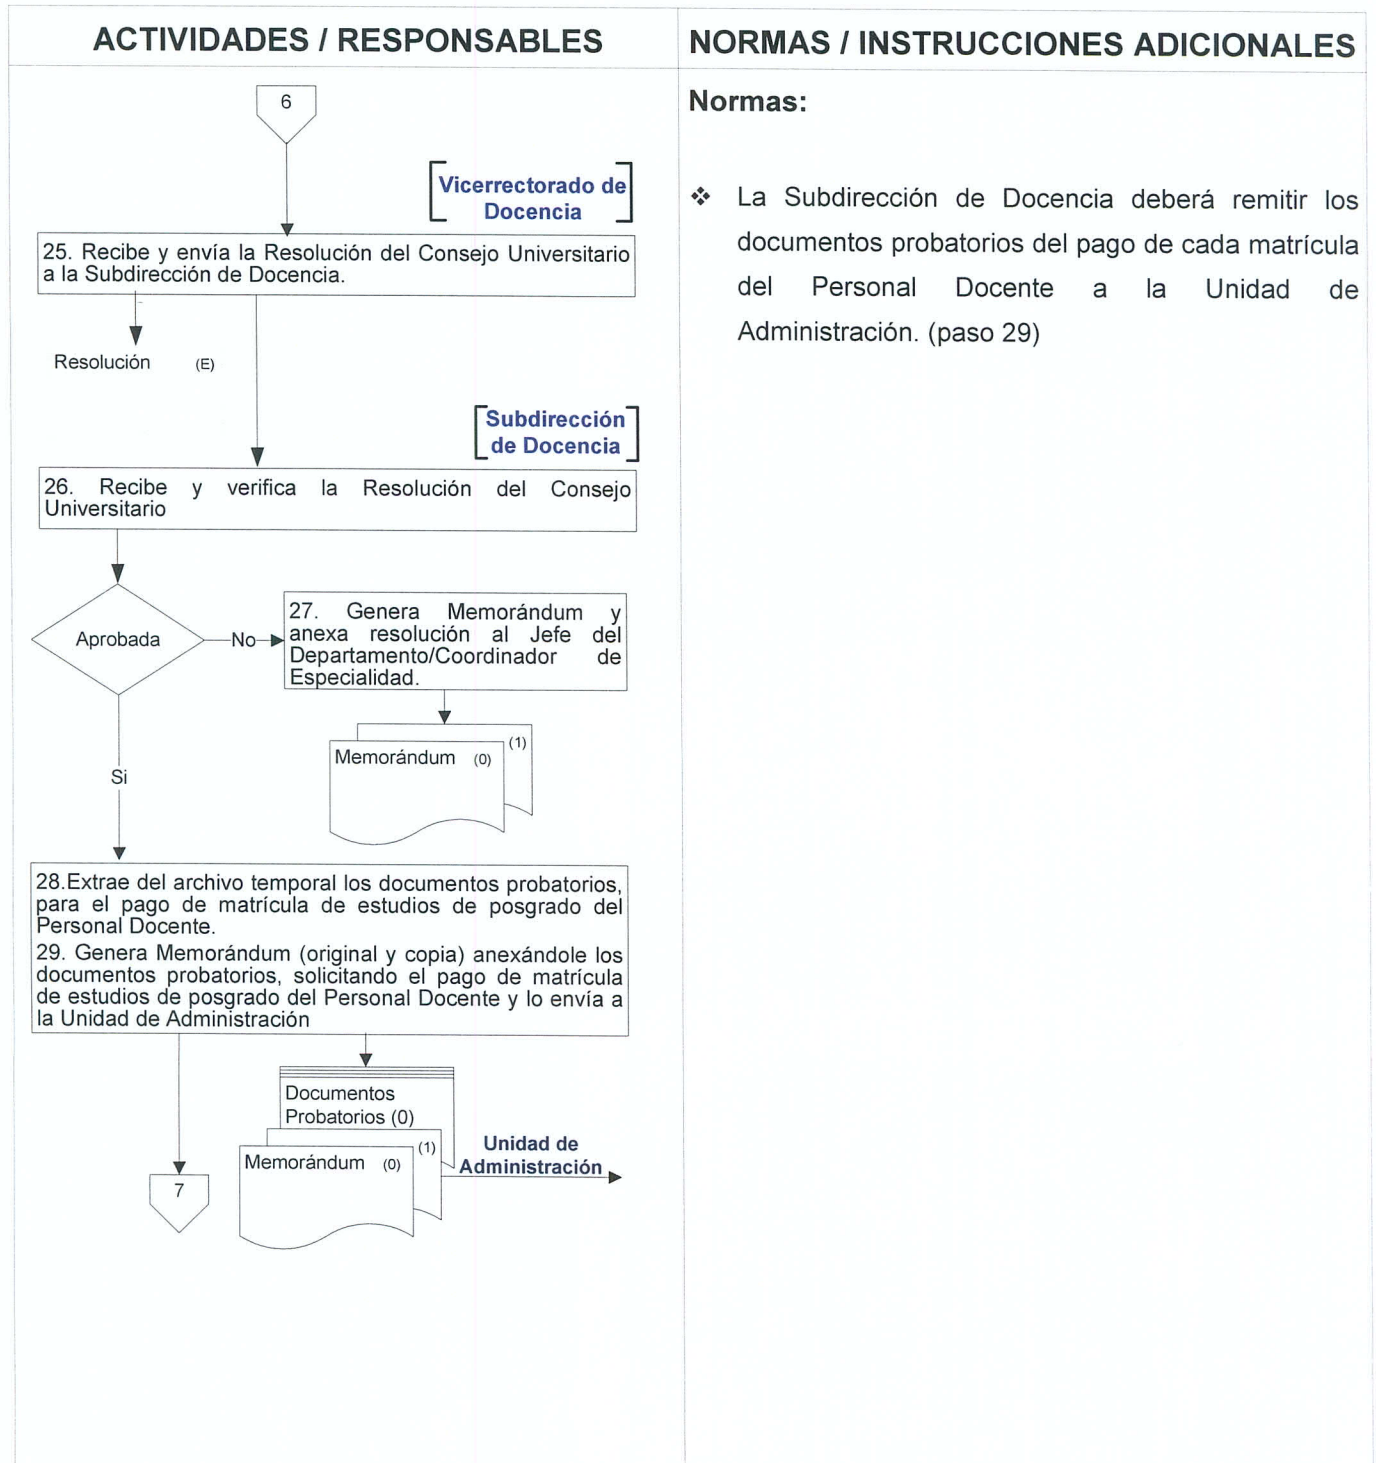 ACTIVIDADES / RESPONSABLES
NORMAS / INSTRUCCIONES ADICIONALES
6
Vicerrectorado de
Docencia
25. Recibe y envía la Resolución del Consejo Universitario
a la Subdirección de Docencia.
Resolución (E)
Subdirección
de Docencia
26. Recibe y verifica la Resolución del Consejo
Universitario
Aprobada
No
27. Genera Memorándum y
anexa resolución al Jefe del
Departamento/Coordinador de
Especialidad.
(1)
Memorándum (0)
Si
28.Extrae del archivo temporal los documentos probatorios,
para el pago de matrícula de estudios de posgrado del
Personal Docente.
29. Genera Memorándum (original y copia) anexándole los
documentos probatorios, solicitando el pago de matrícula
de estudios de posgrado del Personal Docente y lo envía a
la Unidad de Administración
Documentos
Probatorios (0)
(1)
Memorándum (0)
Unidad de
Administración
7
Normas:
❖ La Subdirección de Docencia deberá remitir los
documentos probatorios del pago de cada matrícula
del Personal Docente a la Unidad de
Administración. (paso 29)